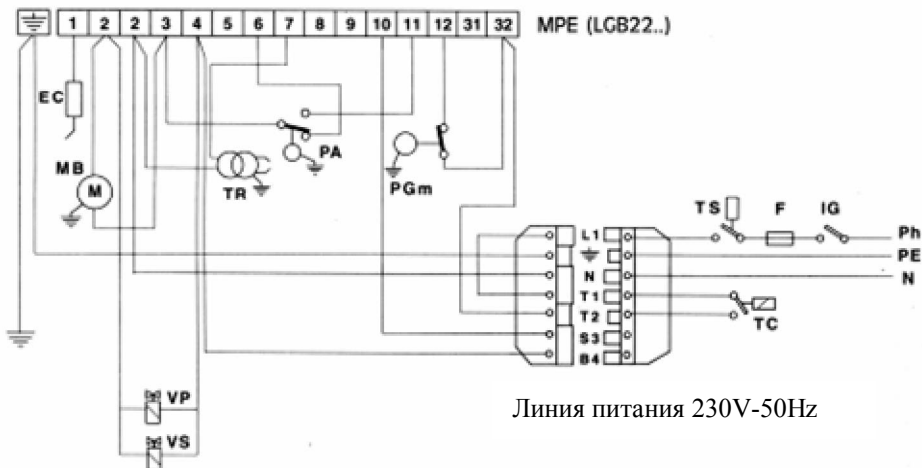 1 2 2 3 4 5 6 7 8 9 10 11 12 31 32 MPE (LGB22..)
EC
MB
M
TR
PA
PGm
TS F IG
L1
Ph
PE
N
N
T1
T2
TC
S3
B4
VP
VS
Линия питания 230V-50Hz